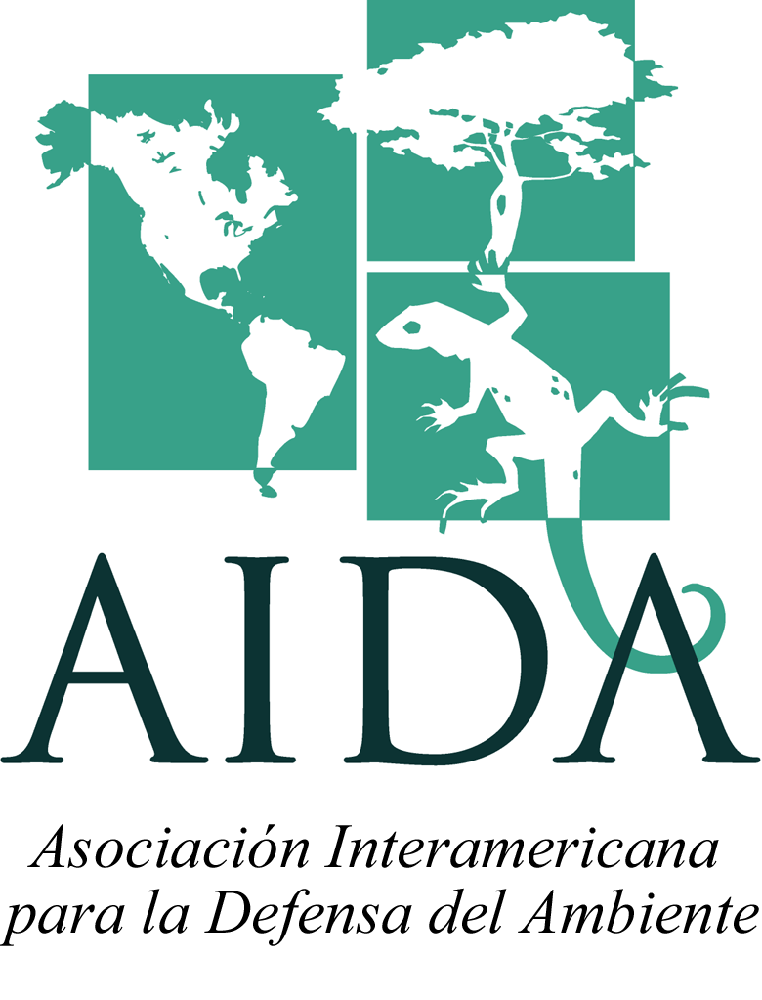 AIDA
Asociación Interamericana
para la Defensa del Ambiente